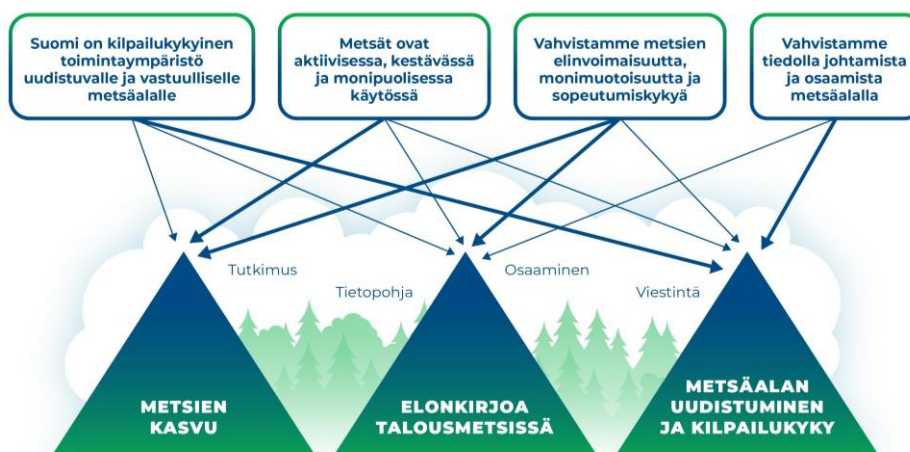 Suomi on kilpailukykyinen
toimintaympäristö
uudistuvalle ja vastuulliselle
metsäalalle
Metsät ovat
aktiivisessa, kestävässä
ja monipuolisessa
käytössä
Vahvistamme metsien
elinvoimaisuutta,
monimuotoisuutta ja
sopeutumiskykyä
Vahvistamme
tiedolla johtamista
ja osaamista
metsäalalla
Tutkimus
Tietopohja
Osaaminen
Viestintä
METSIEN
KASVU
ELONKIRJOA
TALOUSMETSISSÄ
METSÄALAN
UUDISTUMINEN
JA KILPAILUKYKY